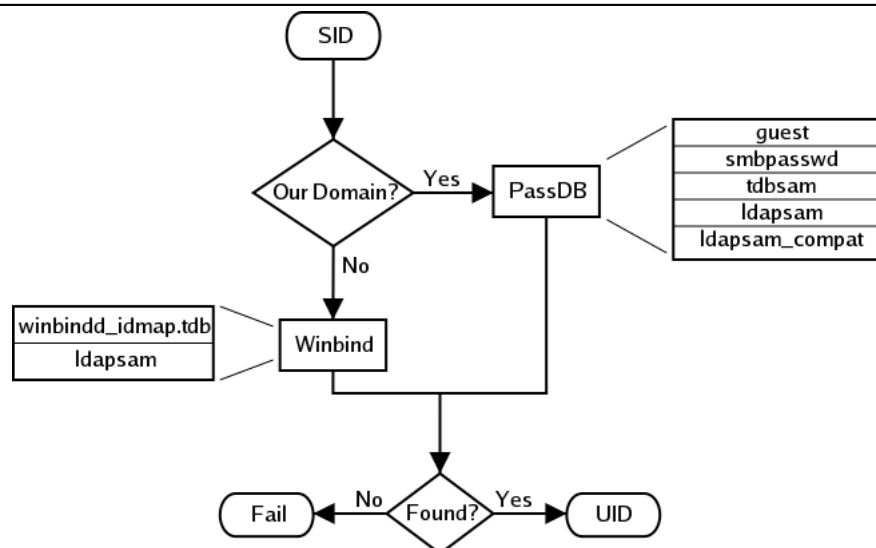 SID
Our Domain?
Yes
PassDB
guest
smbpasswd
tdbsam
ldapsam
ldapsam_compat
No
winbindd_idmap.tdb
ldapsam
Winbind
Fail
No
Found?
Yes
UID